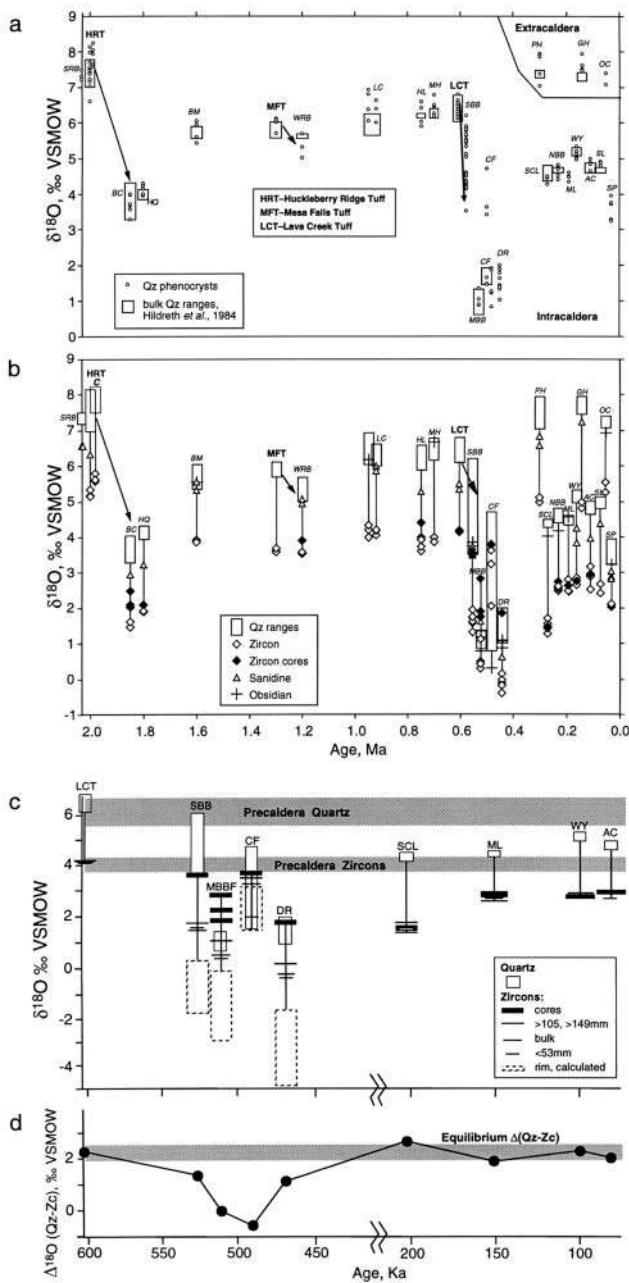 a
Extracaldera
HRT
PH
GH
OC
SRB
LC
HL
MH
LCT
SBB
BM
MFT
WRB
CF
WY
NBB
SL
SCL
ML
AC
SP
BC
HQ
HRT–Huckleberry Ridge Tuff
MFT–Mesa Falls Tuff
LCT–Lava Creek Tuff
CF
DR
MBB
Qz phenocrysts
bulk Qz ranges,
Hildreth et al., 1984
Intracaldera
δ18O, ‰ VSMOW
9
8
7
6
5
4
3
2
1
0
b
HRT
C
SRB
PH
GH
OC
BM
MFT
WRB
LC
HL
MH
LCT
SBB
CF
WY
NBB
ML
SCL
AC
SP
BC
HQ
MBB
DR
Qz ranges
Zircon
Zircon cores
Sanidine
Obsidian
δ18O, ‰ VSMOW
9
8
7
6
5
4
3
2
1
0
-1
2.0 1.8 1.6 1.4 1.2 1.0 0.8 0.6 0.4 0.2 0.0
Age, Ma
c
LCT
Precaldera Quartz
SBB
CF
WY
AC
SCL
ML
Precaldera Zircons
MBBF
DR
Quartz
Zircons:
cores
>105, >149mm
bulk
<53mm
rim, calculated
δ18O ‰ VSMOW
6
4
2
0
-2
-4
d
Equilibrium Δ(Qz-Zc)
Δ18O (Qz-Zc), ‰ VSMOW
2
0
600 550 500 450 200 150 100
Age, Ka